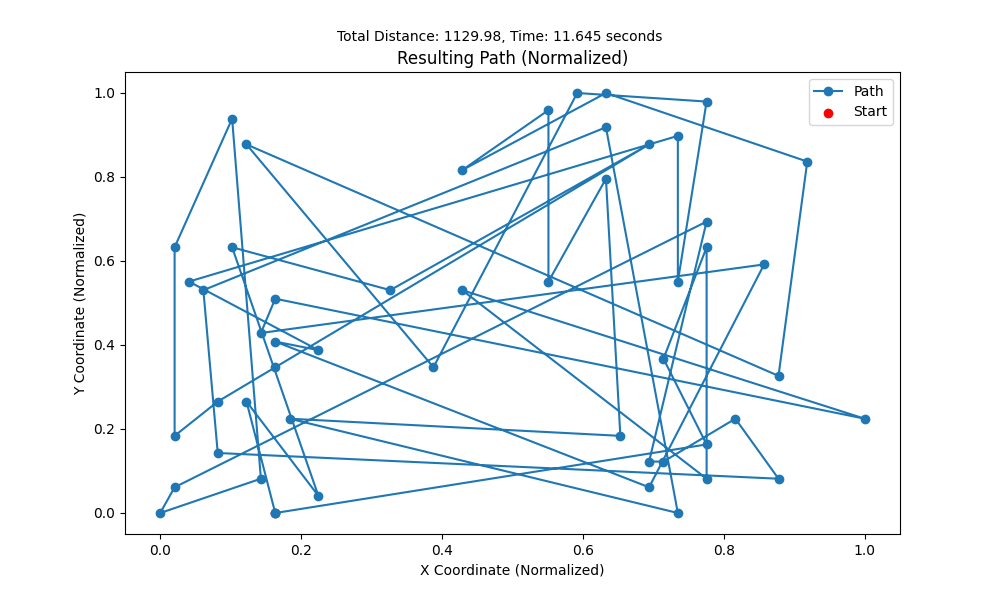 Total Distance: 1129.98, Time: 11.645 seconds
Resulting Path (Normalized)
Path
Start
Y Coordinate (Normalized)
1.0
0.8
0.6
0.4
0.2
0.0
0.0 0.2 0.4 0.6 0.8 1.0
X Coordinate (Normalized)